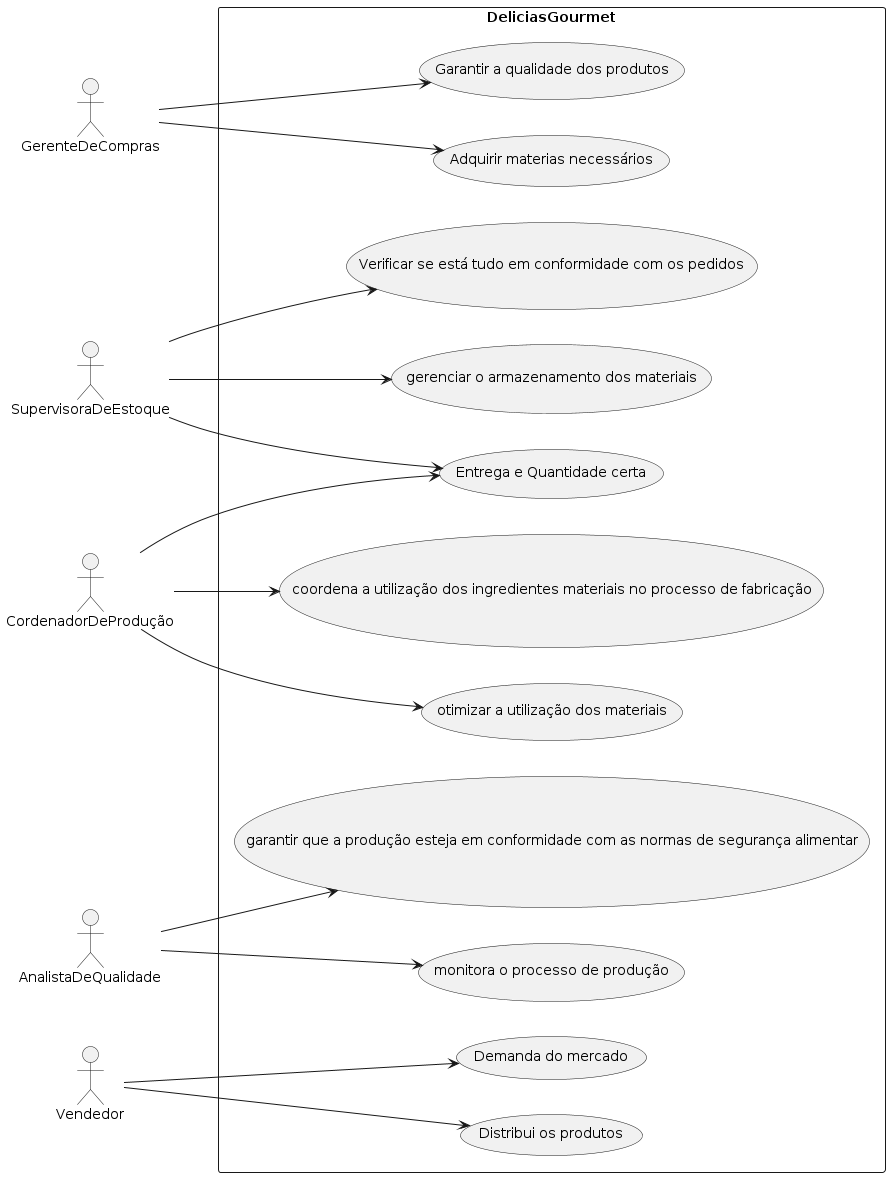 DeliciasGourmet
Garantir a qualidade dos produtos
GerenteDeCompras
Adquirir materias necessários
Verificar se está tudo em conformidade com os pedidos
gerenciar o armazenamento dos materiais
SupervisoraDeEstoque
Entrega e Quantidade certa
coordena a utilização dos ingredientes materiais no processo de fabricação
CordenadorDeProdução
otimizar a utilização dos materiais
garantir que a produção esteja em conformidade com as normas de segurança alimentar
monitora o processo de produção
AnalistaDeQualidade
Demanda do mercado
Vendedor
Distribui os produtos